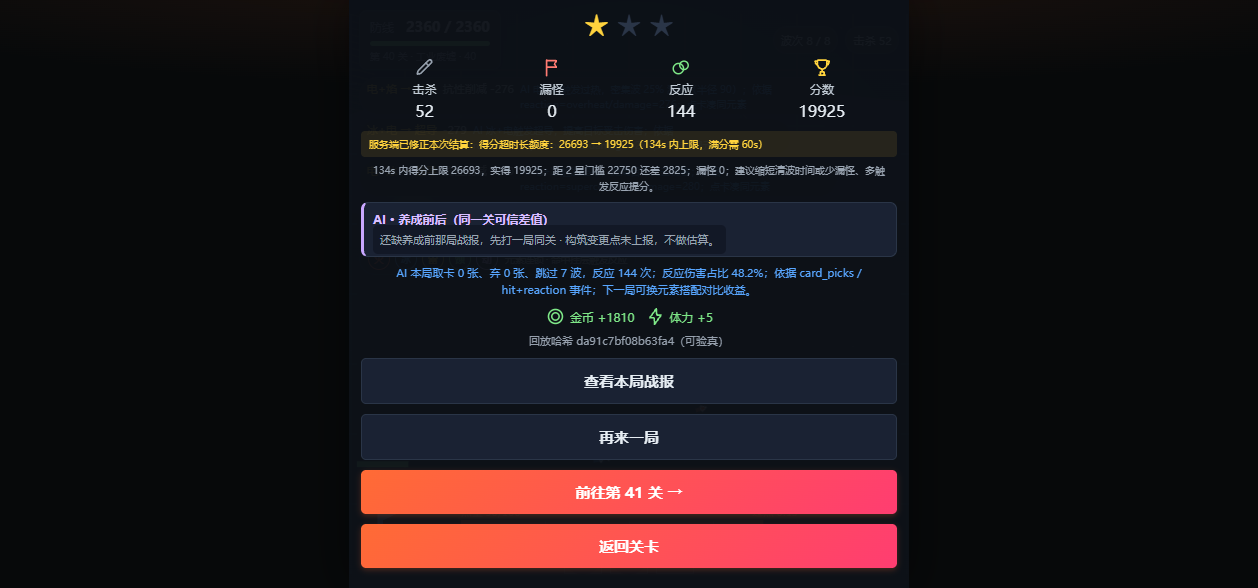 2360 / 2360
击杀
漏怪
反应
分数
52
0
144
19925
服务端已修正本次结算：得分超时长额度：26693 → 19925（134s 内上限，满分需 60s）
134s 内得分上限 26693，实得 19925；距 2 星门槛 22750 还差 2825；漏怪 0；建议缩短清波时间或少漏怪、多触
发反应提分。
AI · 养成前后（同一关可信差值）
还缺养成前那局战报，先打一局同关 · 构筑变更点未上报，不做估算。
AI 本局取卡 0 张、弃 0 张、跳过 7 波，反应 144 次；反应伤害占比 48.2%；依据 card_picks /
hit+reaction 事件；下一局可换元素搭配对比收益。
金币 +1810 体力 +5
回放哈希 da91c7bf08b63fa4（可验真）
查看本局战报
再来一局
前往第 41 关 →
返回关卡